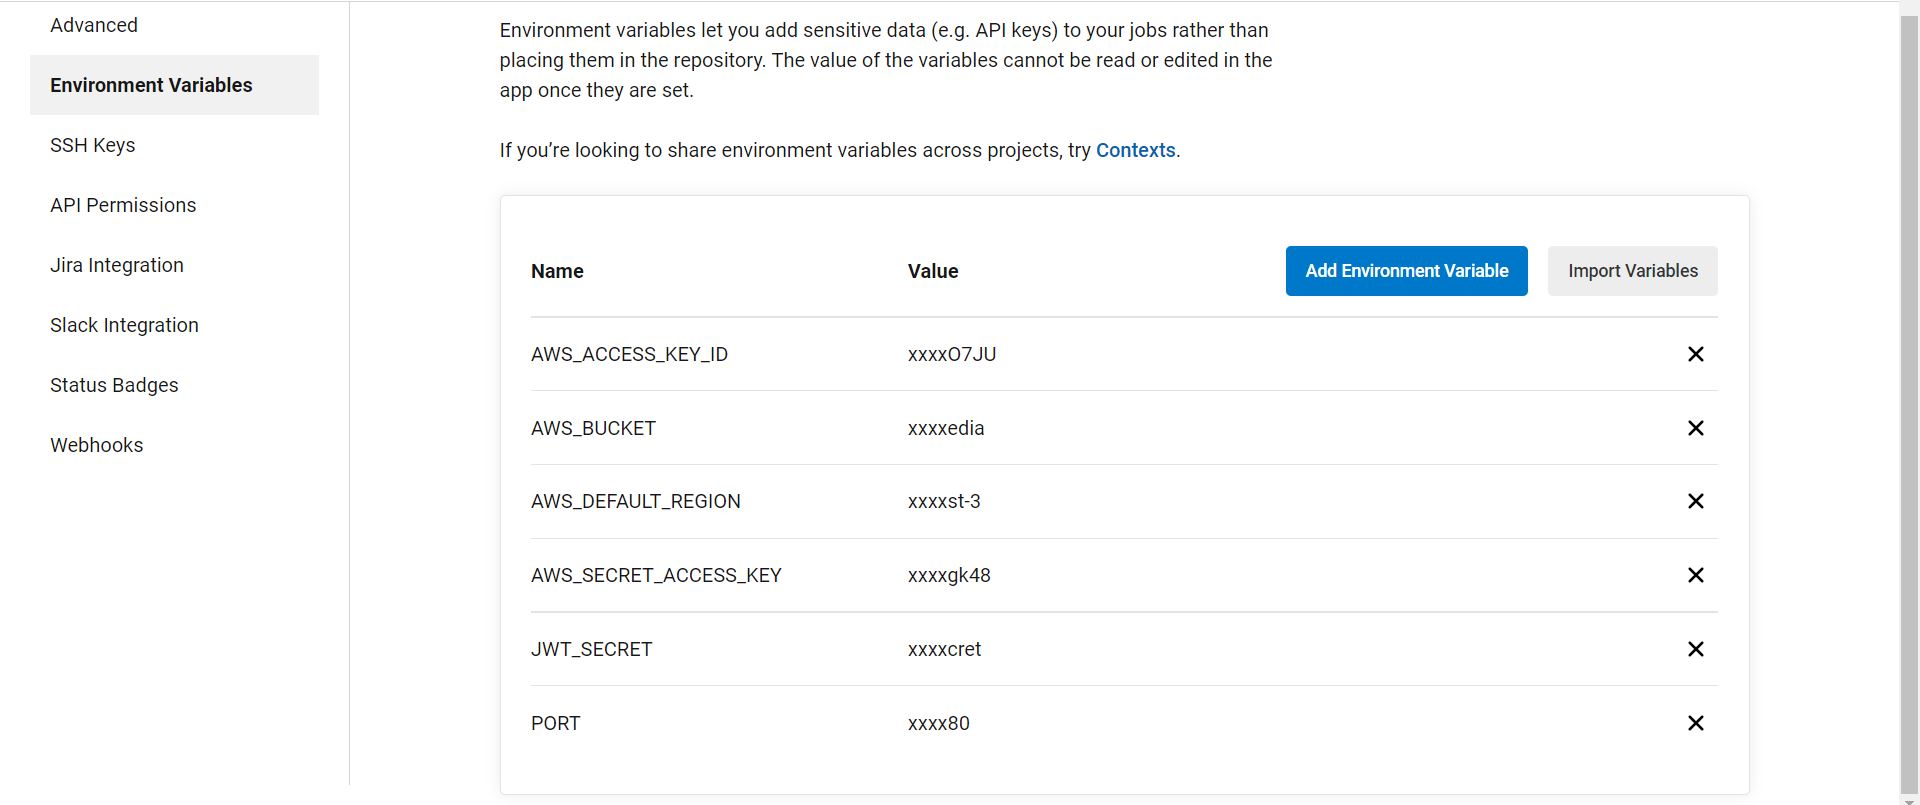 Advanced
Environment Variables
SSH Keys
API Permissions
Jira Integration
Slack Integration
Status Badges
Webhooks
Environment variables let you add sensitive data (e.g. API keys) to your jobs rather than
placing them in the repository. The value of the variables cannot be read or edited in the
app once they are set.
If you’re looking to share environment variables across projects, try Contexts.
Name Value Add Environment Variable Import Variables
AWS_ACCESS_KEY_ID xxxxO7JU
AWS_BUCKET xxxxedia
AWS_DEFAULT_REGION xxxxst-3
AWS_SECRET_ACCESS_KEY xxxxgk48
JWT_SECRET xxxxcret
PORT xxxx80